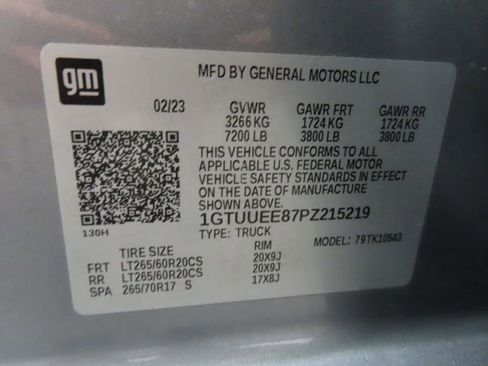 gm
MFD BY GENERAL MOTORS LLC
02/23 GVWR GAWR FRT GAWR RR
3266 KG 1724 KG 1724 KG
7200 LB 3800 LB 3800 LB
THIS VEHICLE CONFORMS TO ALL
APPLICABLE U.S. FEDERAL MOTOR
VEHICLE SAFETY STANDARDS IN EFFECT
ON THE DATE OF MANUFACTURE
SHOWN ABOVE.
130H 1GTUUEE87PZ215219
TYPE: TRUCK MODEL: 79TK10543
TIRE SIZE RIM
FRT LT265/60R20CS 20X9J
RR LT265/60R20CS 20X9J
SPA 265/70R17 S 17X8J